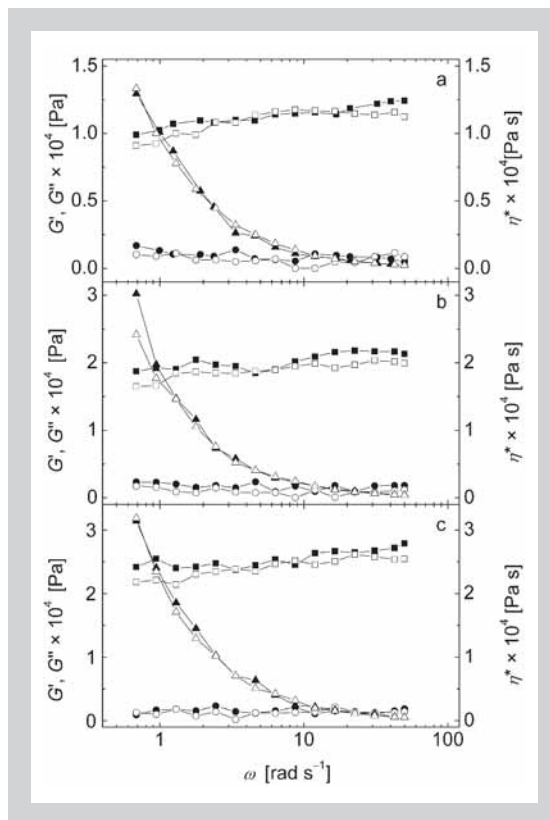 a
1.5
1.0
0.5
0.0
G', G'' × 10⁴ [Pa]
1.5
1.0
0.5
0.0
η* × 10⁴[Pa s]
b
3
2
1
0
G', G'' × 10⁴ [Pa]
3
2
1
0
η* × 10⁴ [Pa s]
c
3
2
1
0
G', G'' × 10⁴ [Pa]
3
2
1
0
η* × 10⁴ [Pa s]
1 10 100
ω [rad s⁻¹]